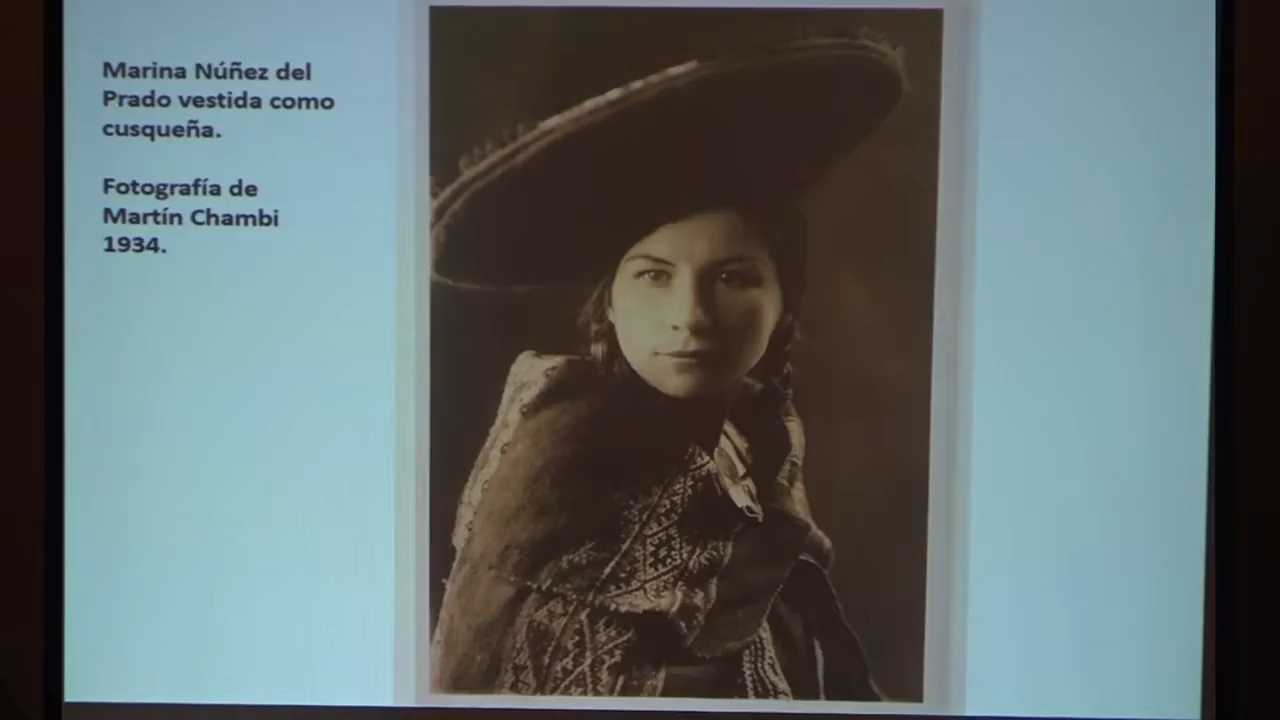 Marina Núñez del
Prado vestida como
cusqueña.
Fotografía de
Martín Chambi
1934.